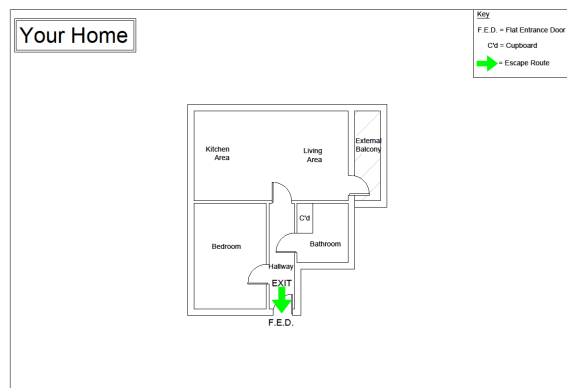 Your Home
Key
F.E.D. = Flat Entrance Door
C'd = Cupboard
= Escape Route
Kitchen
Area
Living
Area
External
Balcony
C'd
Bedroom
Bathroom
Hallway
EXIT
F.E.D.